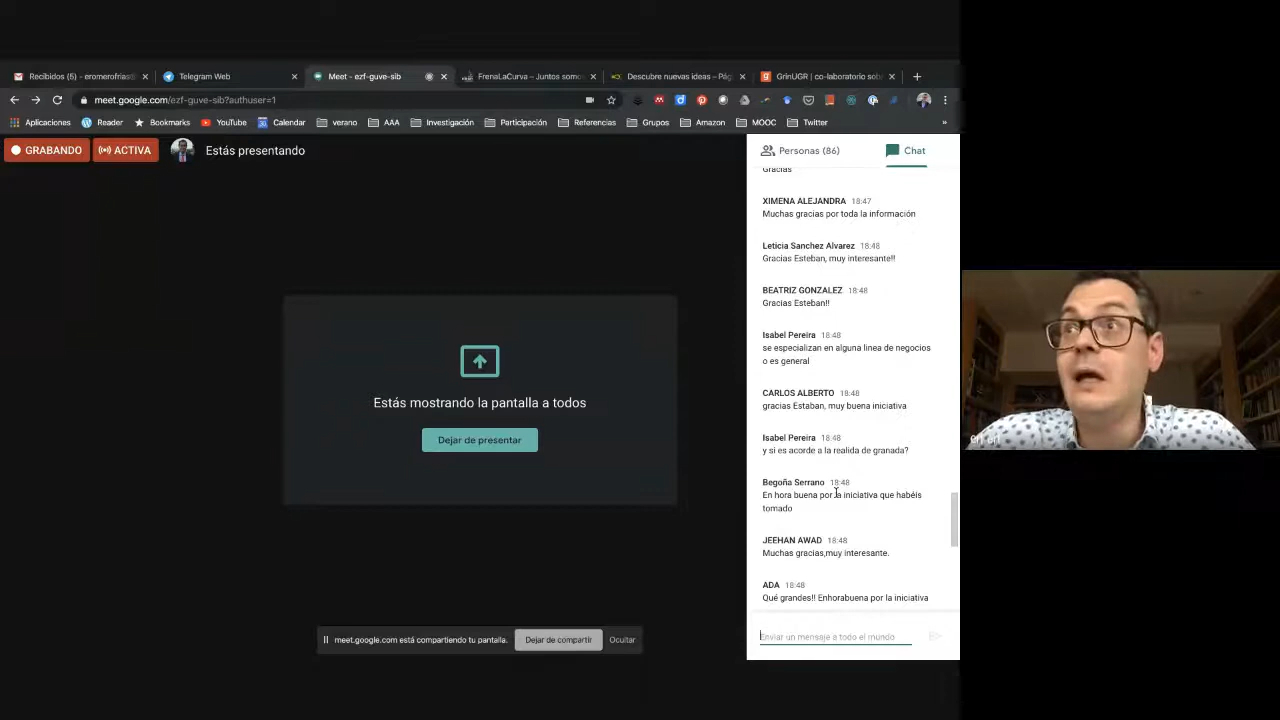 Recibidos (5) - eromerofrias@
Telegram Web
Meet - ezf-guve-sib
FrenaLaCurva – Juntos somo
Descubre nuevas ideas – Pág
GrinUGR | co-laboratorio sob
meet.google.com/ezf-guve-sib?authuser=1
Aplicaciones
Reader
Bookmarks
YouTube
Calendar
verano
AAA
Investigación
Participación
Referencias
Grupos
Amazon
MOOC
Twitter
»
GRABANDO
ACTIVA
Estás presentando
Personas (86)
Chat
Gracias
XIMENA ALEJANDRA 18:47
Muchas gracias por toda la información
Leticia Sanchez Alvarez 18:48
Gracias Esteban, muy interesante!!
BEATRIZ GONZALEZ 18:48
Gracias Esteban!!
Isabel Pereira 18:48
se especializan en alguna linea de negocios
o es general
CARLOS ALBERTO 18:48
gracias Estaban, muy buena iniciativa
Isabel Pereira 18:48
y si es acorde a la realida de granada?
Begoña Serrano 18:48
En hora buena por la iniciativa que habéis
tomado
JEEHAN AWAD 18:48
Muchas gracias,muy interesante.
ADA 18:48
Qué grandes!! Enhorabuena por la iniciativa
Enviar un mensaje a todo el mundo
Estás mostrando la pantalla a todos
Dejar de presentar
meet.google.com está compartiendo tu pantalla.
Dejar de compartir
Ocultar